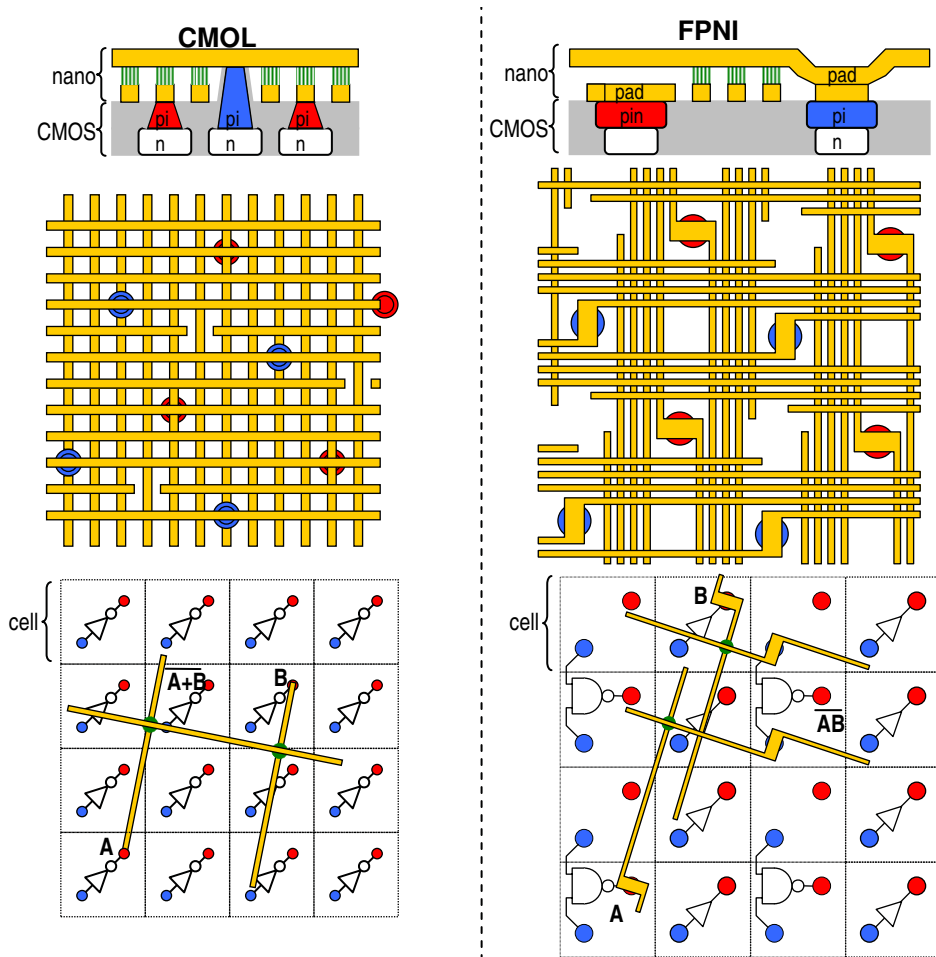 CMOL
nano
CMOS
pi
pi
pi
n
n
n
cell
A+B
B
A
FPNI
nano
CMOS
pad
pad
pin
pi
n
cell
B
AB
A